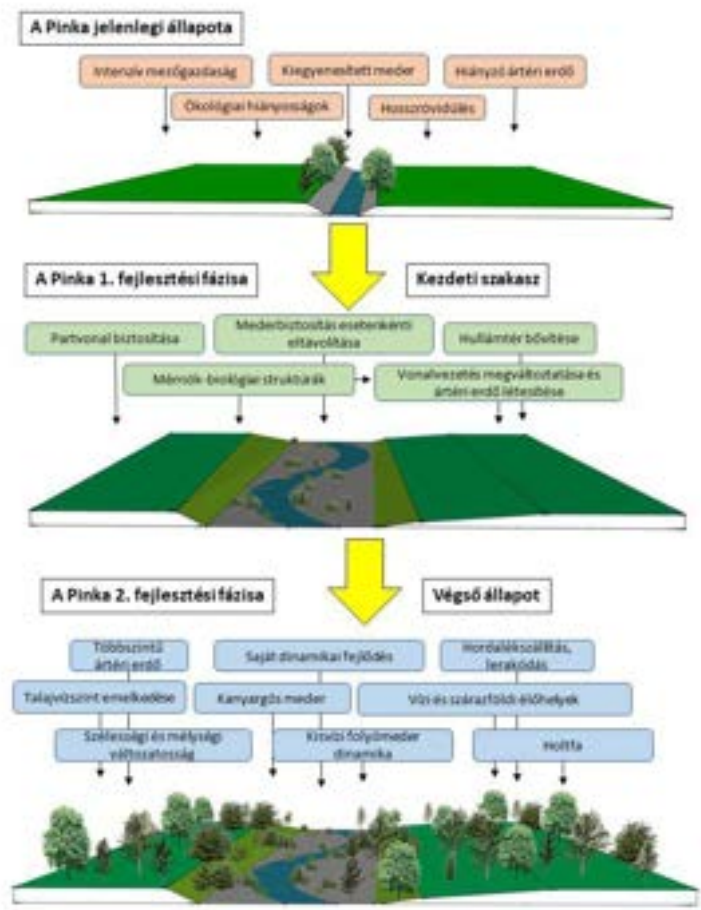 A Pinka jelenlegi állapota
Intenzív mezőgazdaság
Kiegyenesített meder
Hiányzó ártéri erdő
Ökológiai hiányosságok
Hosszrövidülés
A Pinka 1. fejlesztési fázisa
Kezdeti szakasz
Partvonal biztosítása
Mederbiztosítás esetenkénti
eltávolítása
Hullámtér bővítése
Mérnök-biológiai struktúrák
Vonalvezetés megváltoztatása és
ártéri erdő létesítése
A Pinka 2. fejlesztési fázisa
Végső állapot
Többszintű
ártéri erdő
Saját dinamikai fejlődés
Hordalékszállítás,
lerakódás
Talajvízszint emelkedése
Kanyargós meder
Vízi és szárazföldi élőhelyek
Szélességi és mélységi
változatosság
Kisvízi folyómeder
dinamika
Holtfa